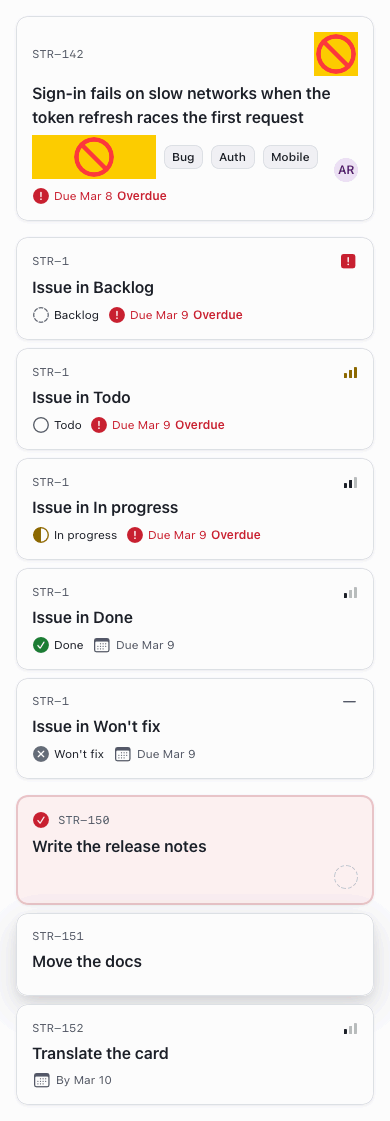 STR-142
Sign-in fails on slow networks when the
token refresh races the first request
Bug Auth Mobile
AR
Due Mar 8 Overdue
STR-1
Issue in Backlog
Backlog Due Mar 9 Overdue
STR-1
Issue in Todo
Todo Due Mar 9 Overdue
STR-1
Issue in In progress
In progress Due Mar 9 Overdue
STR-1
Issue in Done
Done Due Mar 9
STR-1
Issue in Won't fix
Won't fix Due Mar 9
STR-150
Write the release notes
STR-151
Move the docs
STR-152
Translate the card
By Mar 10